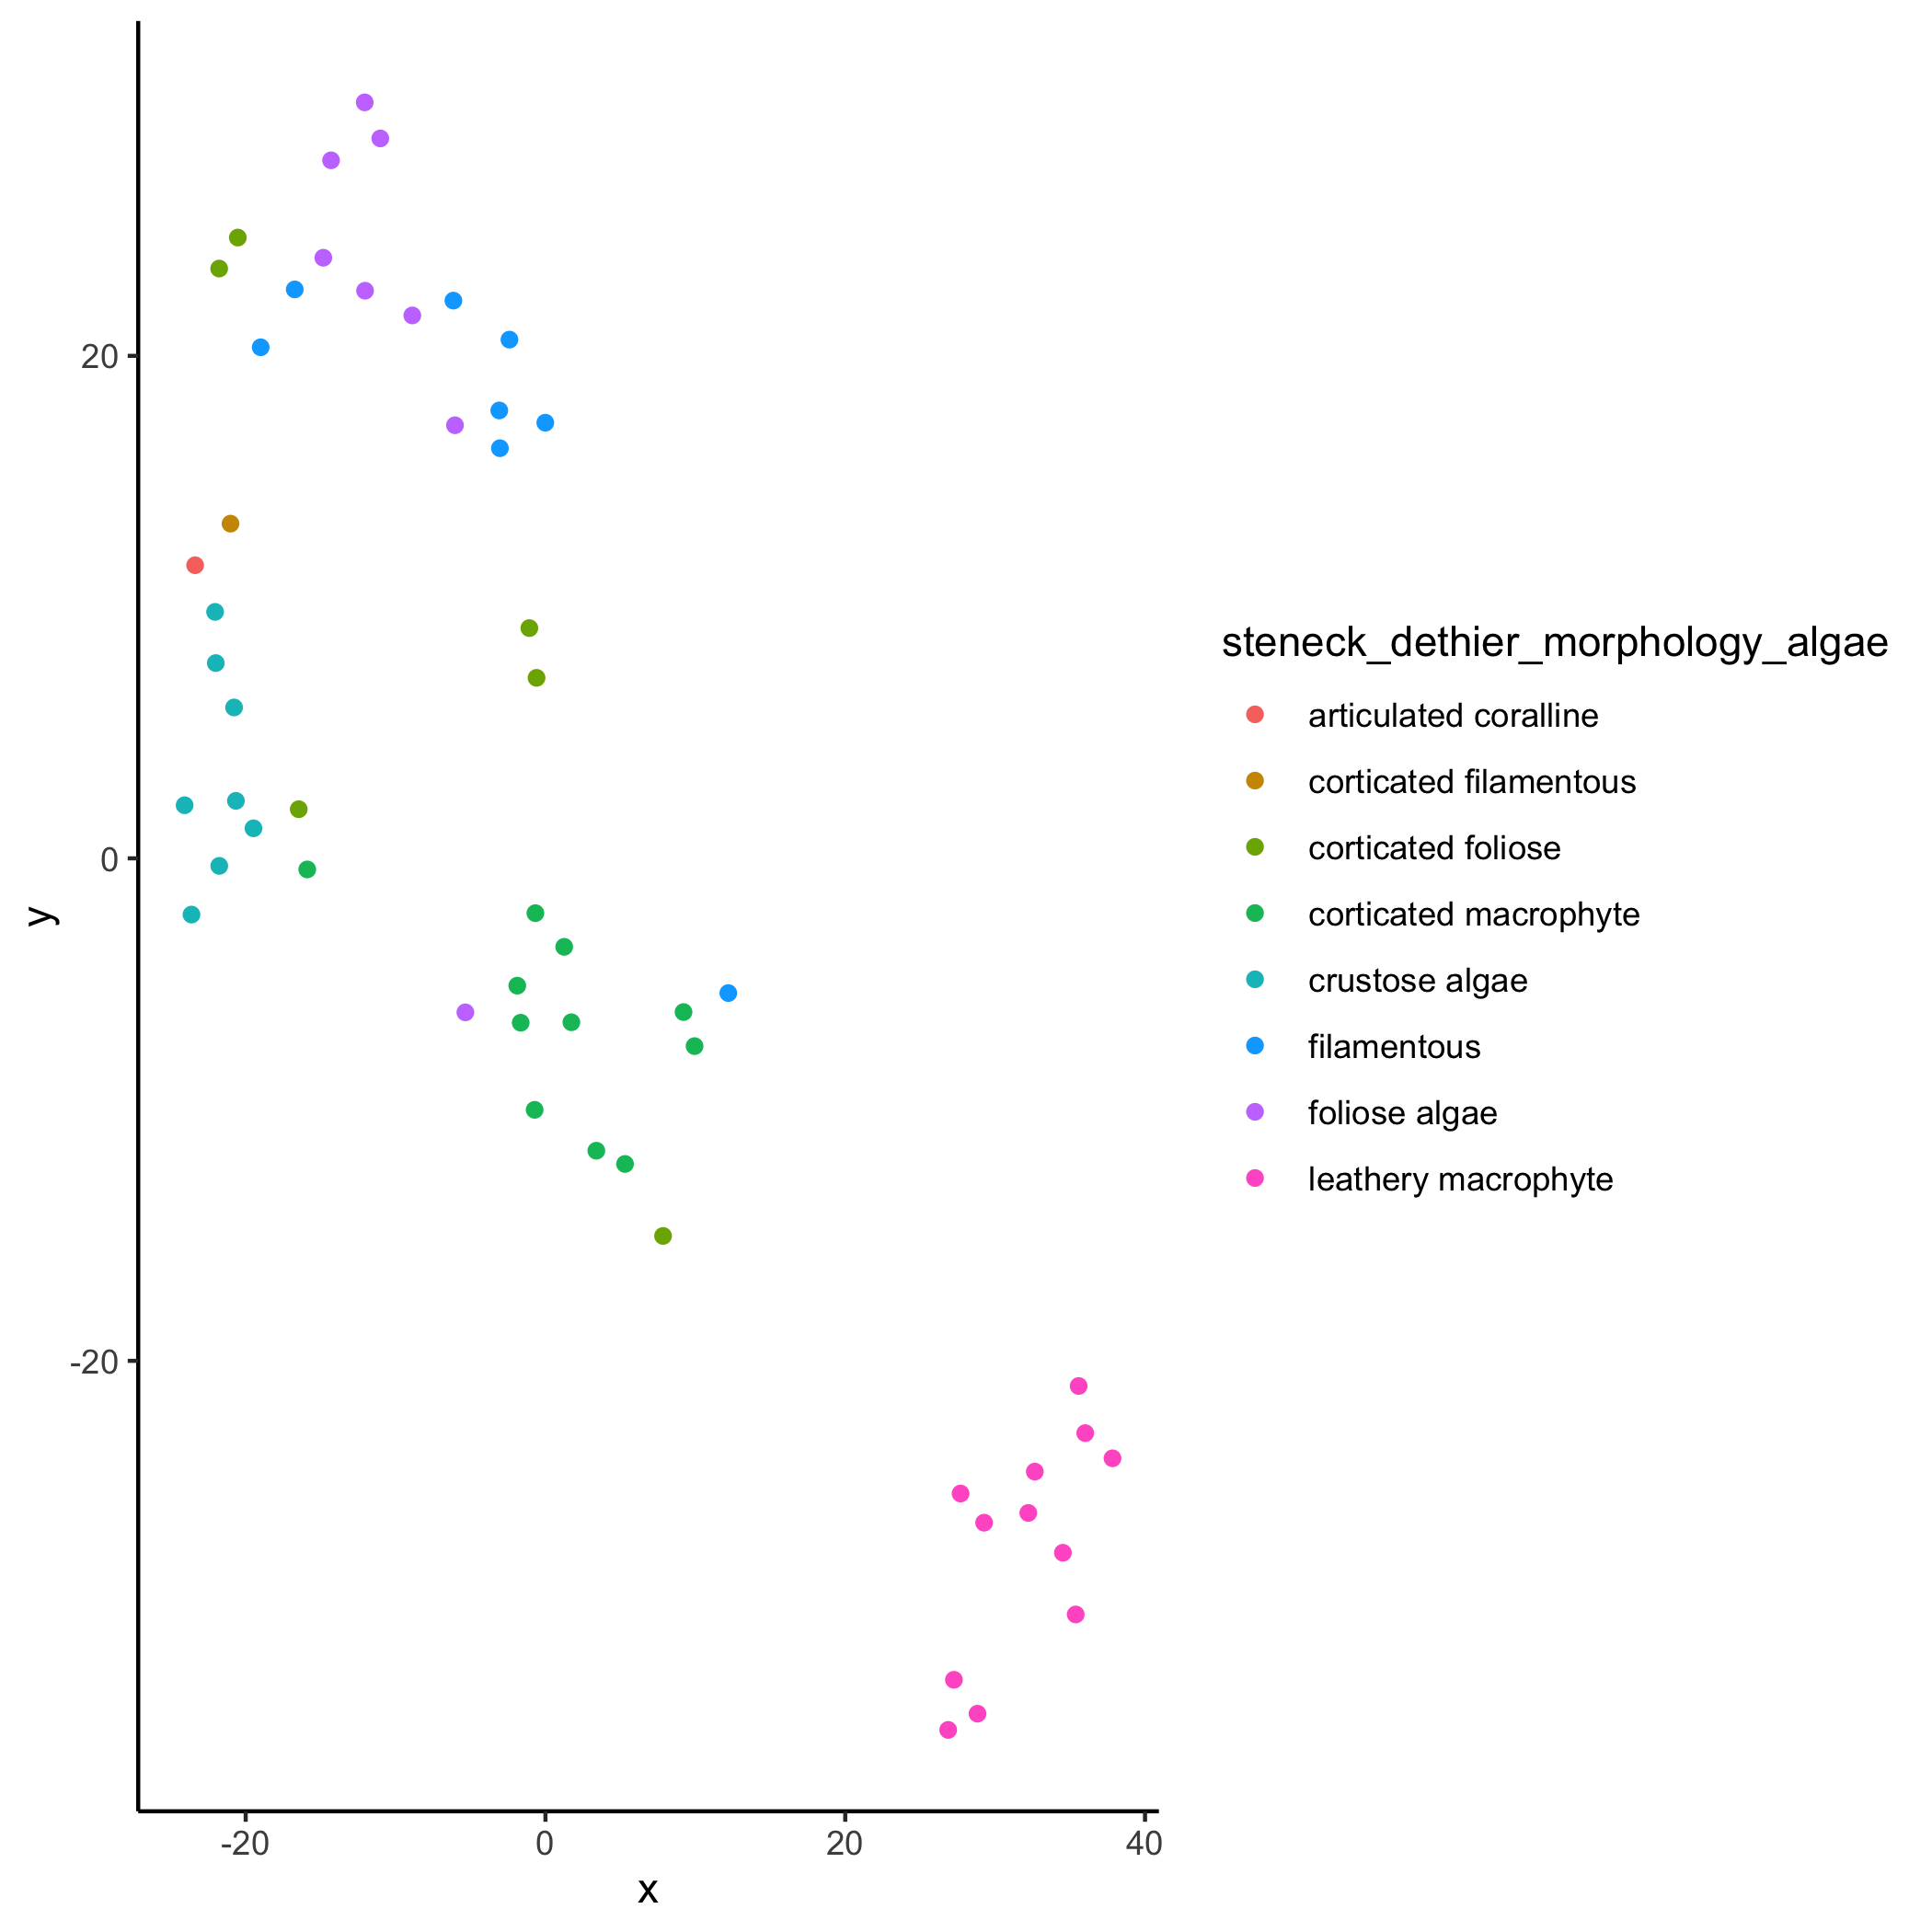 20
0
-20
y
-20
0
20
40
x
steneck_dethier_morphology_algae
articulated coralline
corticated filamentous
corticated foliose
corticated macrophyte
crustose algae
filamentous
foliose algae
leathery macrophyte